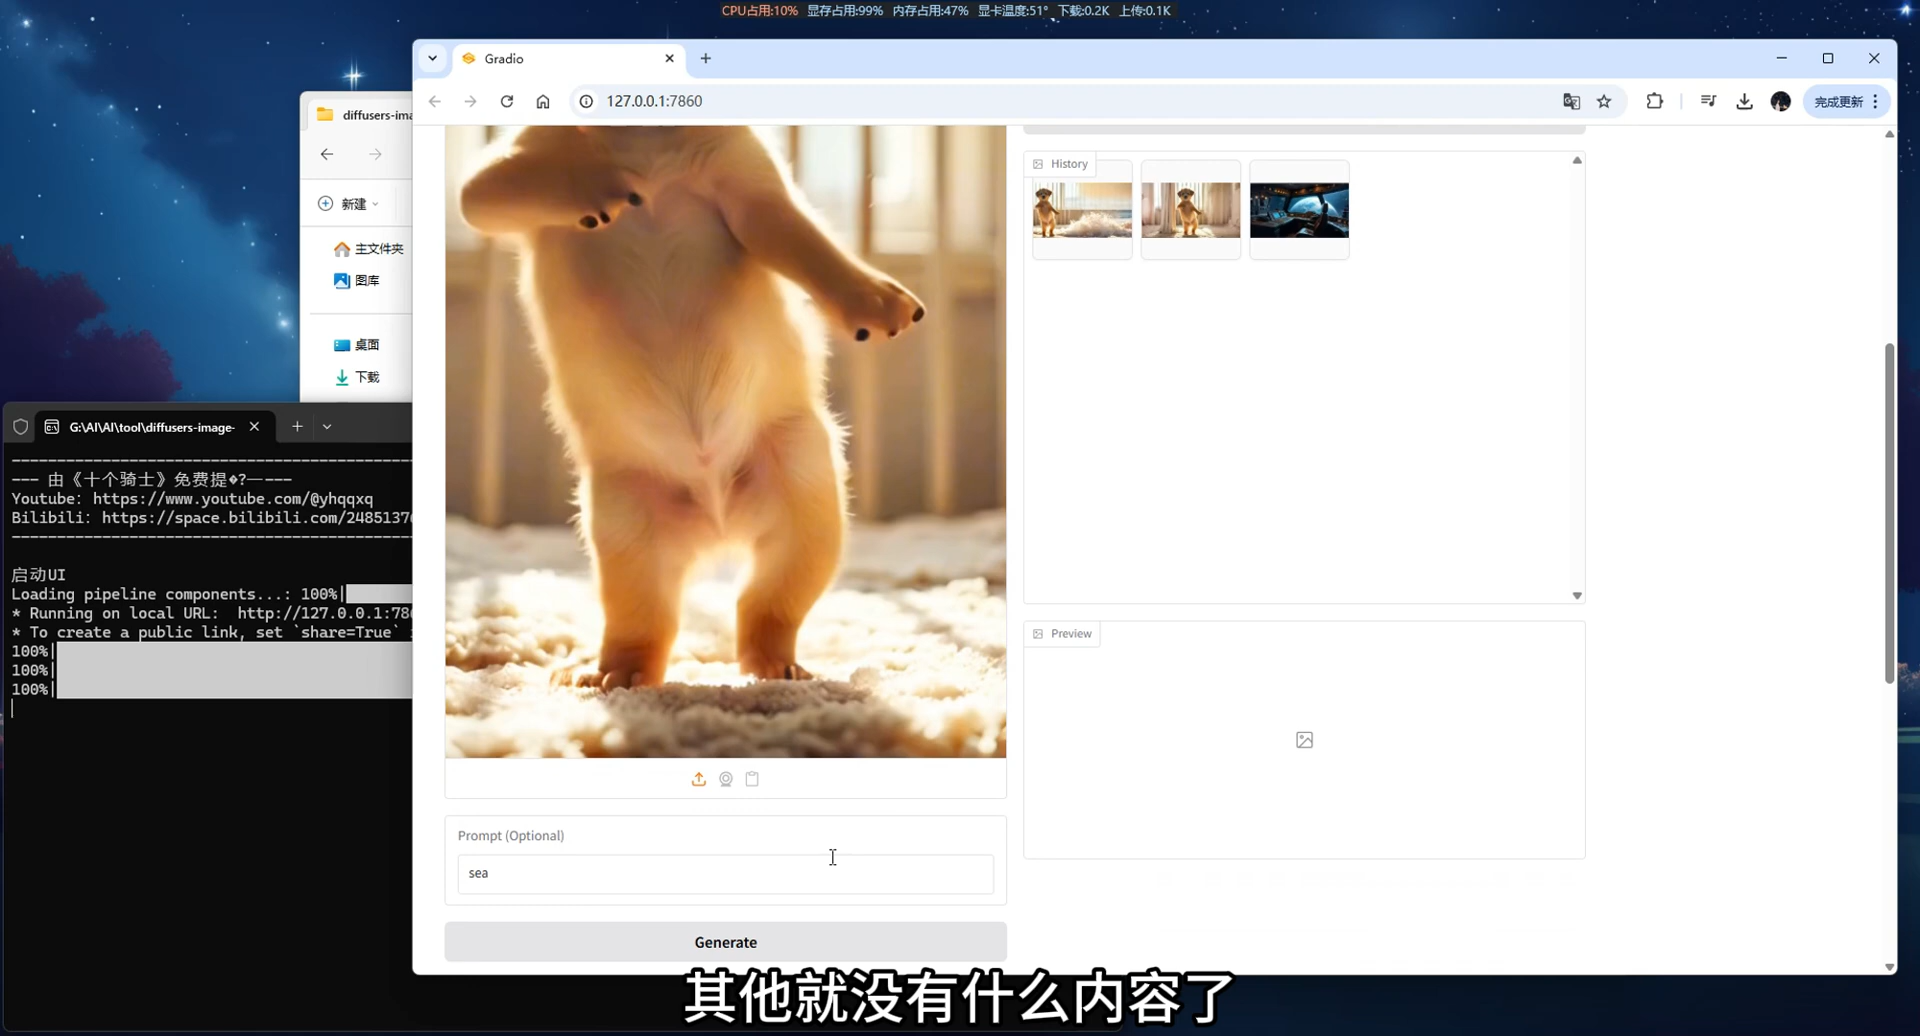 CPU占用:10% 显存占用:99% 内存占用:47% 显卡温度:51° 下载:0.2K 上传:0.1K
Gradio
127.0.0.1:7860
完成更新
diffusers-ima
新建
主文件夹
图库
桌面
下载
G:\AI\AI\tool\diffusers-image-
--- 由《十个骑士》免费提�?—---
Youtube: https://www.youtube.com/@yhqqxq
Bilibili: https://space.bilibili.com/2485137
启动UI
Loading pipeline components...: 100%|
* Running on local URL:  http://127.0.0.1:786
* To create a public link, set `share=True`
100%|
100%|
100%|
History
Preview
Prompt (Optional)
sea
Generate
其他就没有什么内容了